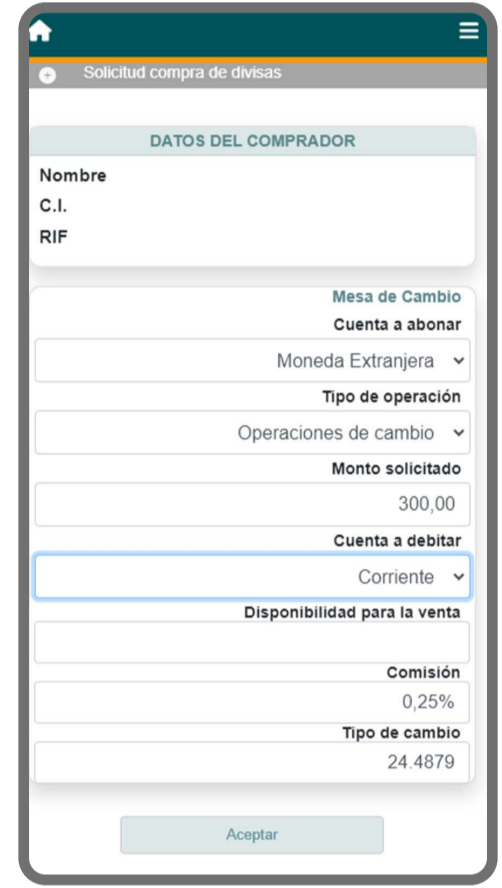 Solicitud compra de divisas
DATOS DEL COMPRADOR
Nombre
C.I.
RIF
Mesa de Cambio
Cuenta a abonar
Moneda Extranjera
Tipo de operación
Operaciones de cambio
Monto solicitado
300,00
Cuenta a debitar
Corriente
Disponibilidad para la venta
Comisión
0,25%
Tipo de cambio
24.4879
Aceptar